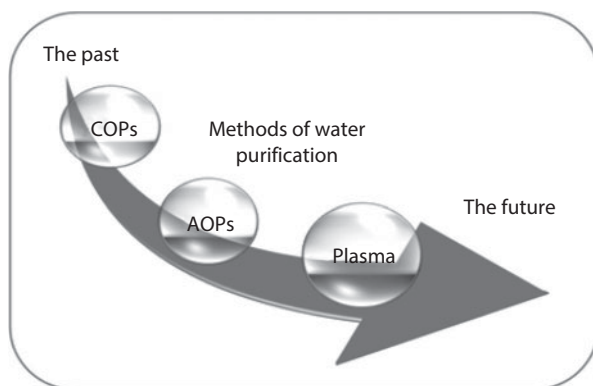 The past
COPs
Methods of water
purification
AOPs
The future
Plasma